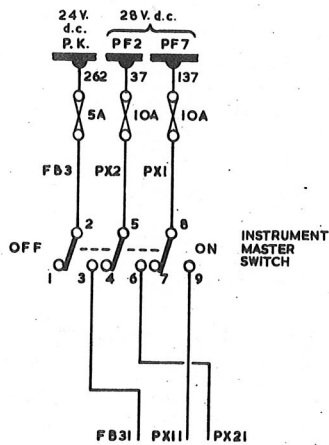 24V. 28V. d.c.
d.c.
P.K. PF2 PF7
262 37 137
5A 10A 10A
FB3 PX2 PX1
2 5 8
OFF ON INSTRUMENT
MASTER
SWITCH
1 3 4 6 7 9
FB31 PX11 PX21